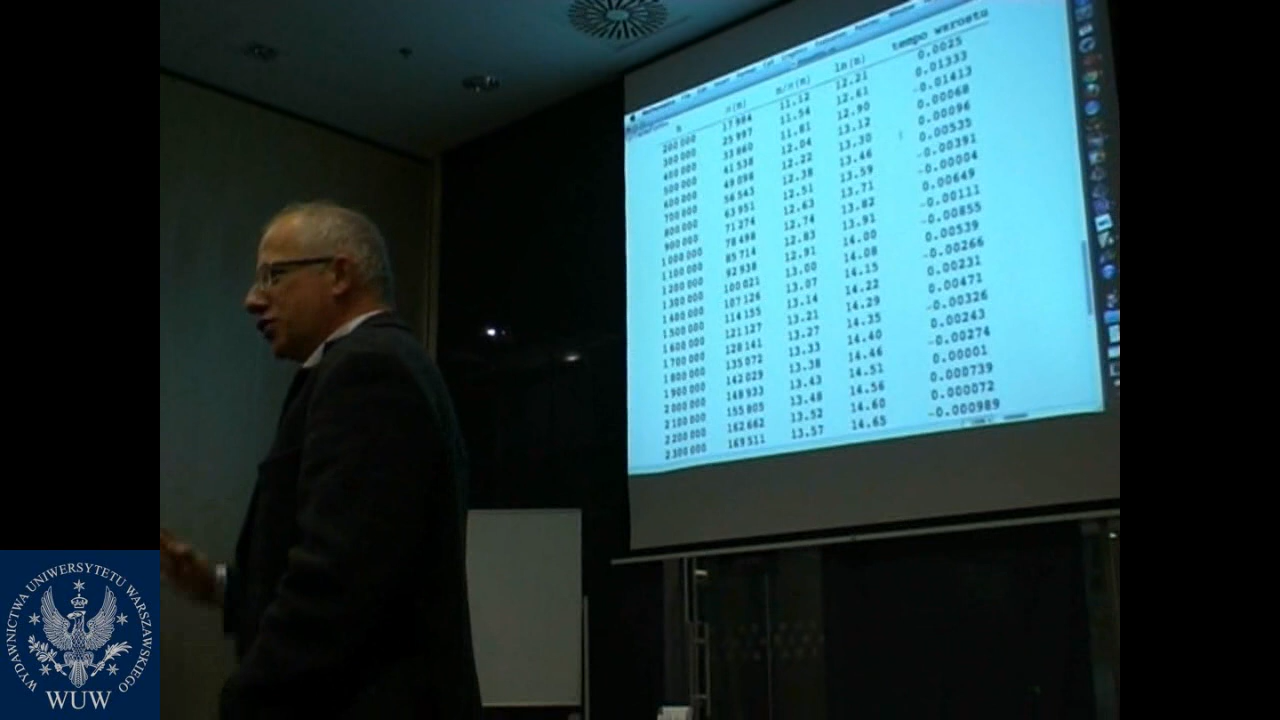 n π(n) n/π(n) ln(n) tempo wzrostu
200 000 17 984 11.12 12.21 0.0025
300 000 25 997 11.54 12.61 0.01333
400 000 33 860 11.81 12.90 -0.01413
500 000 41 538 12.04 13.12 0.00068
600 000 49 098 12.22 13.30 0.00096
700 000 56 543 12.38 13.46 0.00535
800 000 63 951 12.51 13.59 -0.00391
900 000 71 274 12.63 13.71 -0.00004
1 000 000 78 498 12.74 13.82 0.00649
1 100 000 85 714 12.83 13.91 -0.00111
1 200 000 92 938 12.91 14.00 -0.00855
1 300 000 100 021 13.00 14.08 0.00539
1 400 000 107 126 13.07 14.15 -0.00266
1 500 000 114 155 13.14 14.22 0.00231
1 600 000 121 127 13.21 14.29 0.00471
1 700 000 128 141 13.27 14.35 -0.00326
1 800 000 135 072 13.33 14.40 0.00243
1 900 000 142 029 13.38 14.46 -0.00274
2 000 000 148 933 13.43 14.51 0.00001
2 100 000 155 805 13.48 14.56 0.000739
2 200 000 162 662 13.52 14.60 0.000072
2 300 000 169 511 13.57 14.65 -0.000989
WYDAWNICTWA UNIWERSYTETU WARSZAWSKIEGO
WUW